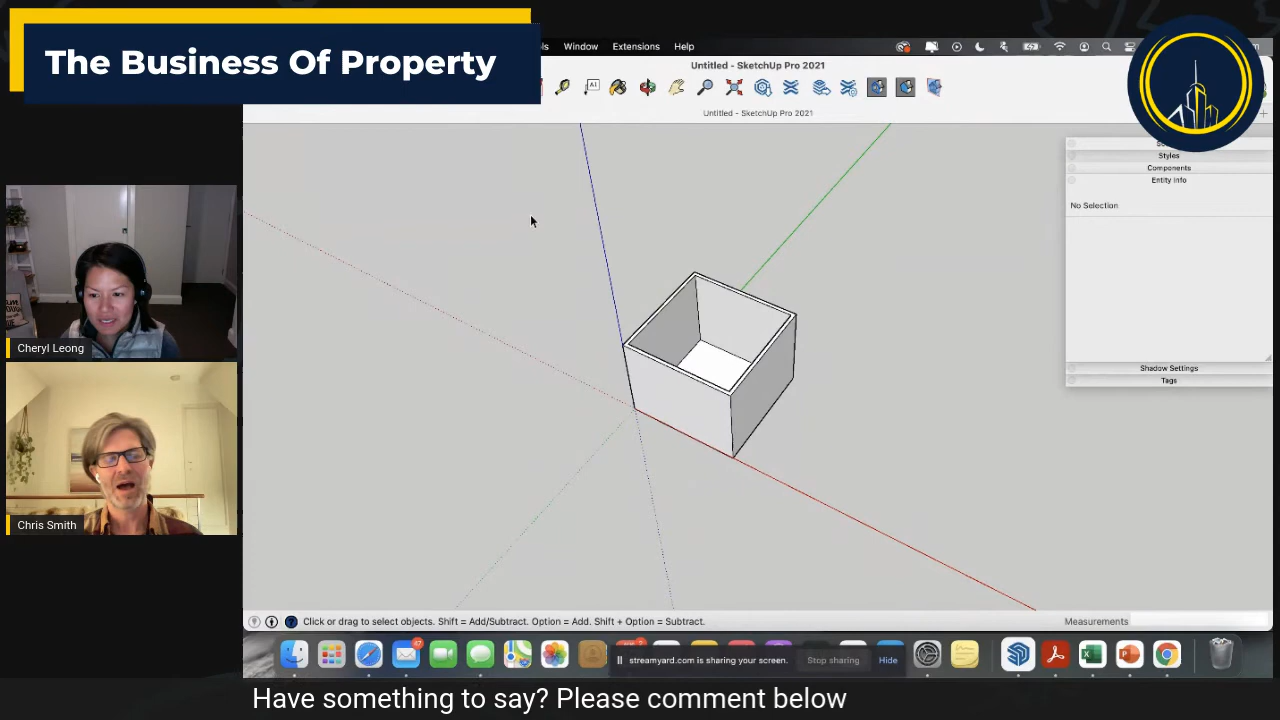 The Business Of Property
Window Extensions Help
Untitled - SketchUp Pro 2021
Untitled - SketchUp Pro 2021
Styles
Components
Entity Info
No Selection
Shadow Settings
Tags
Cheryl Leong
Chris Smith
Click or drag to select objects. Shift = Add/Subtract. Option = Add. Shift + Option = Subtract.
Measurements
streamyard.com is sharing your screen.
Stop sharing
Hide
Have something to say? Please comment below